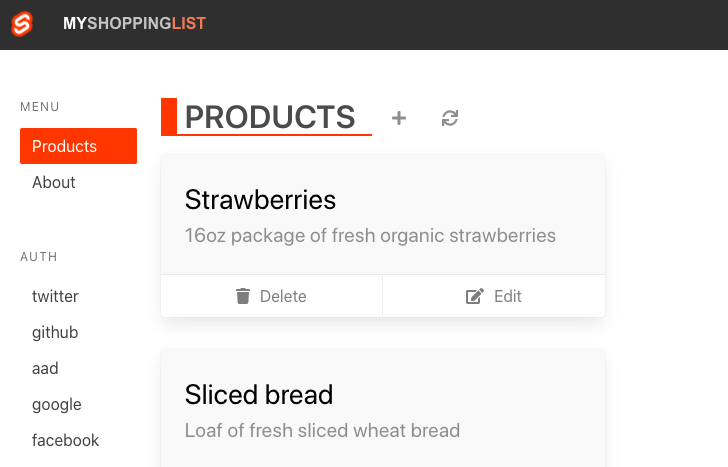 MYSHOPPINGLIST
MENU
Products
About
AUTH
twitter
github
aad
google
facebook
PRODUCTS
Strawberries
16oz package of fresh organic strawberries
Delete Edit
Sliced bread
Loaf of fresh sliced wheat bread